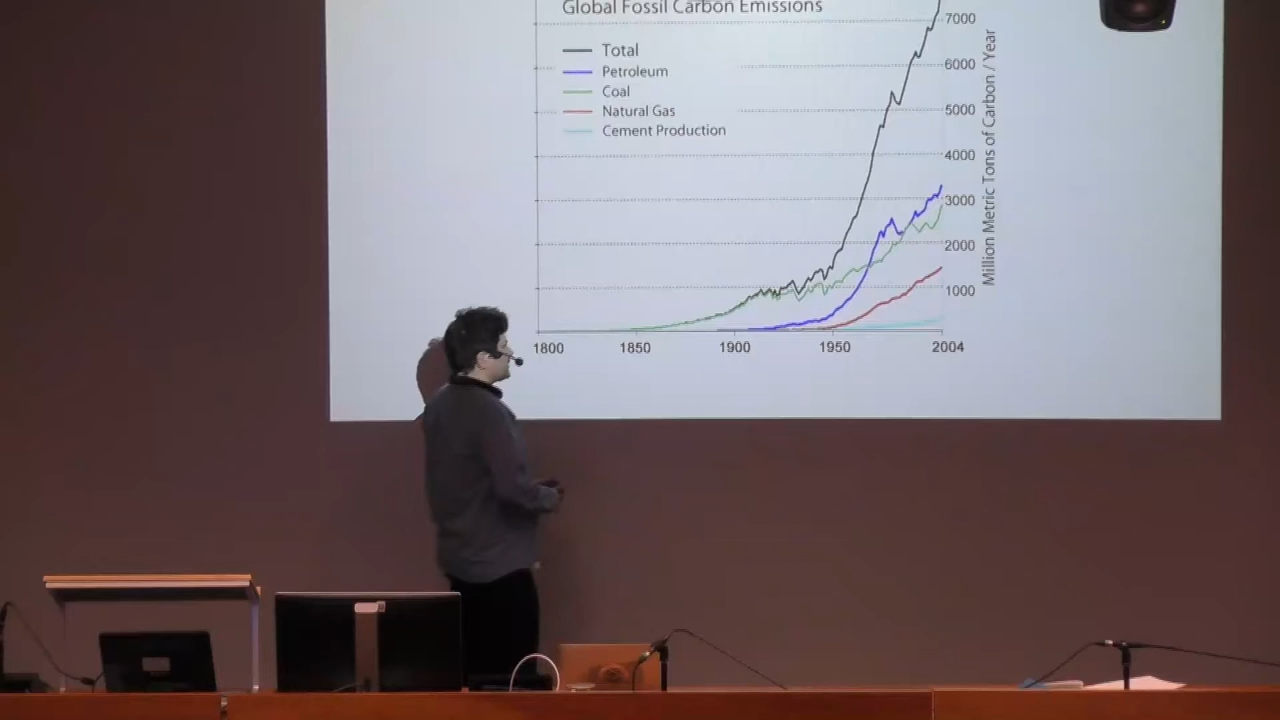 Global Fossil Carbon Emissions
Total
Petroleum
Coal
Natural Gas
Cement Production
7000
6000
5000
4000
3000
2000
1000
Million Metric Tons of Carbon / Year
1800 1850 1900 1950 2004